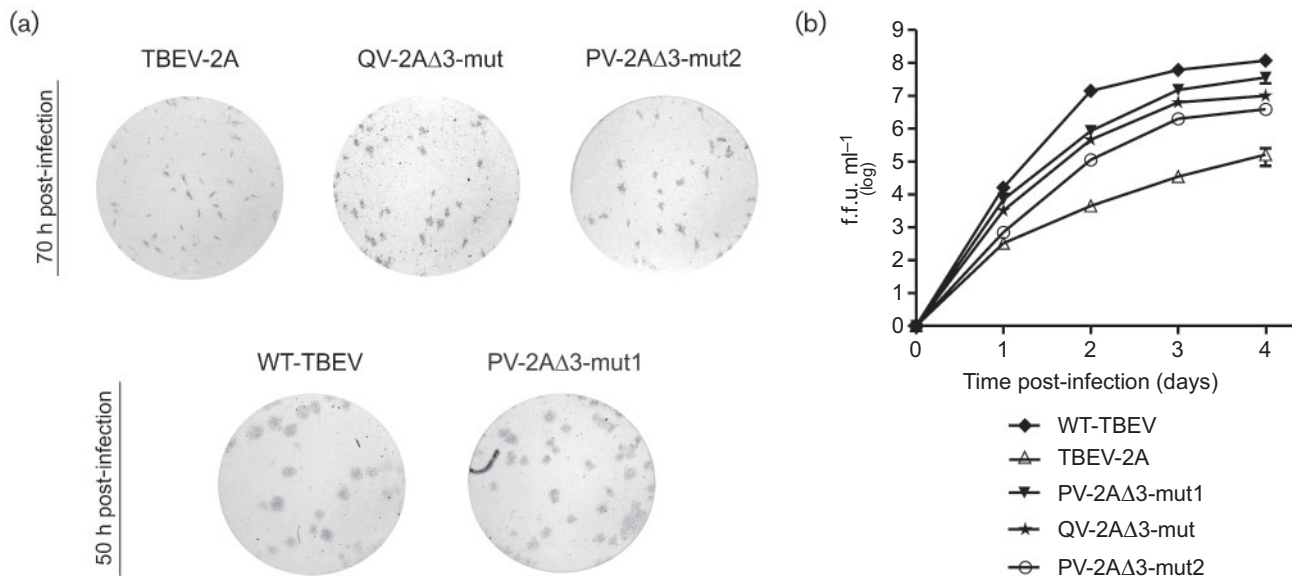 (a)
TBEV-2A QV-2AΔ3-mut PV-2AΔ3-mut2
70 h post-infection
WT-TBEV PV-2AΔ3-mut1
50 h post-infection
(b)
9
8
7
6
5
4
3
2
1
0
f.f.u. ml⁻¹
(log)
0 1 2 3 4
Time post-infection (days)
WT-TBEV
TBEV-2A
PV-2AΔ3-mut1
QV-2AΔ3-mut
PV-2AΔ3-mut2